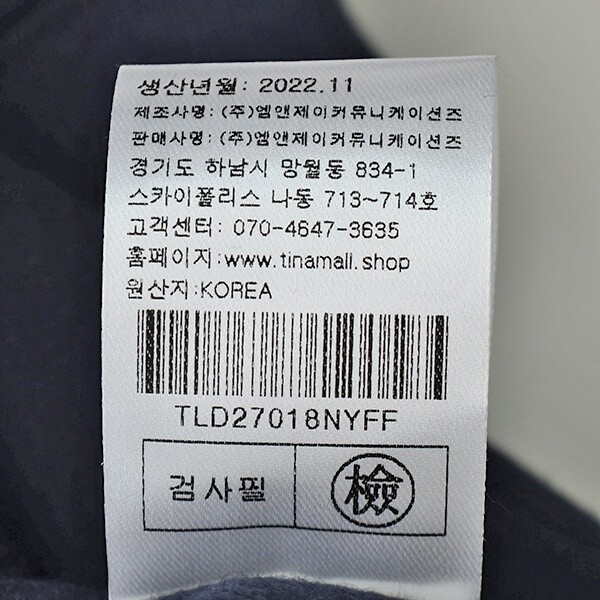 생산년월: 2022.11
제조사명: (주)엠앤제이커뮤니케이션즈
판매사명: (주)엠앤제이커뮤니케이션즈
경기도 하남시 망월동 834-1
스카이폴리스 나동 713~714호
고객센터: 070-4647-3635
홈페이지:www.tinamall.shop
원산지:KOREA
TLD27018NYFF
검사필 檢